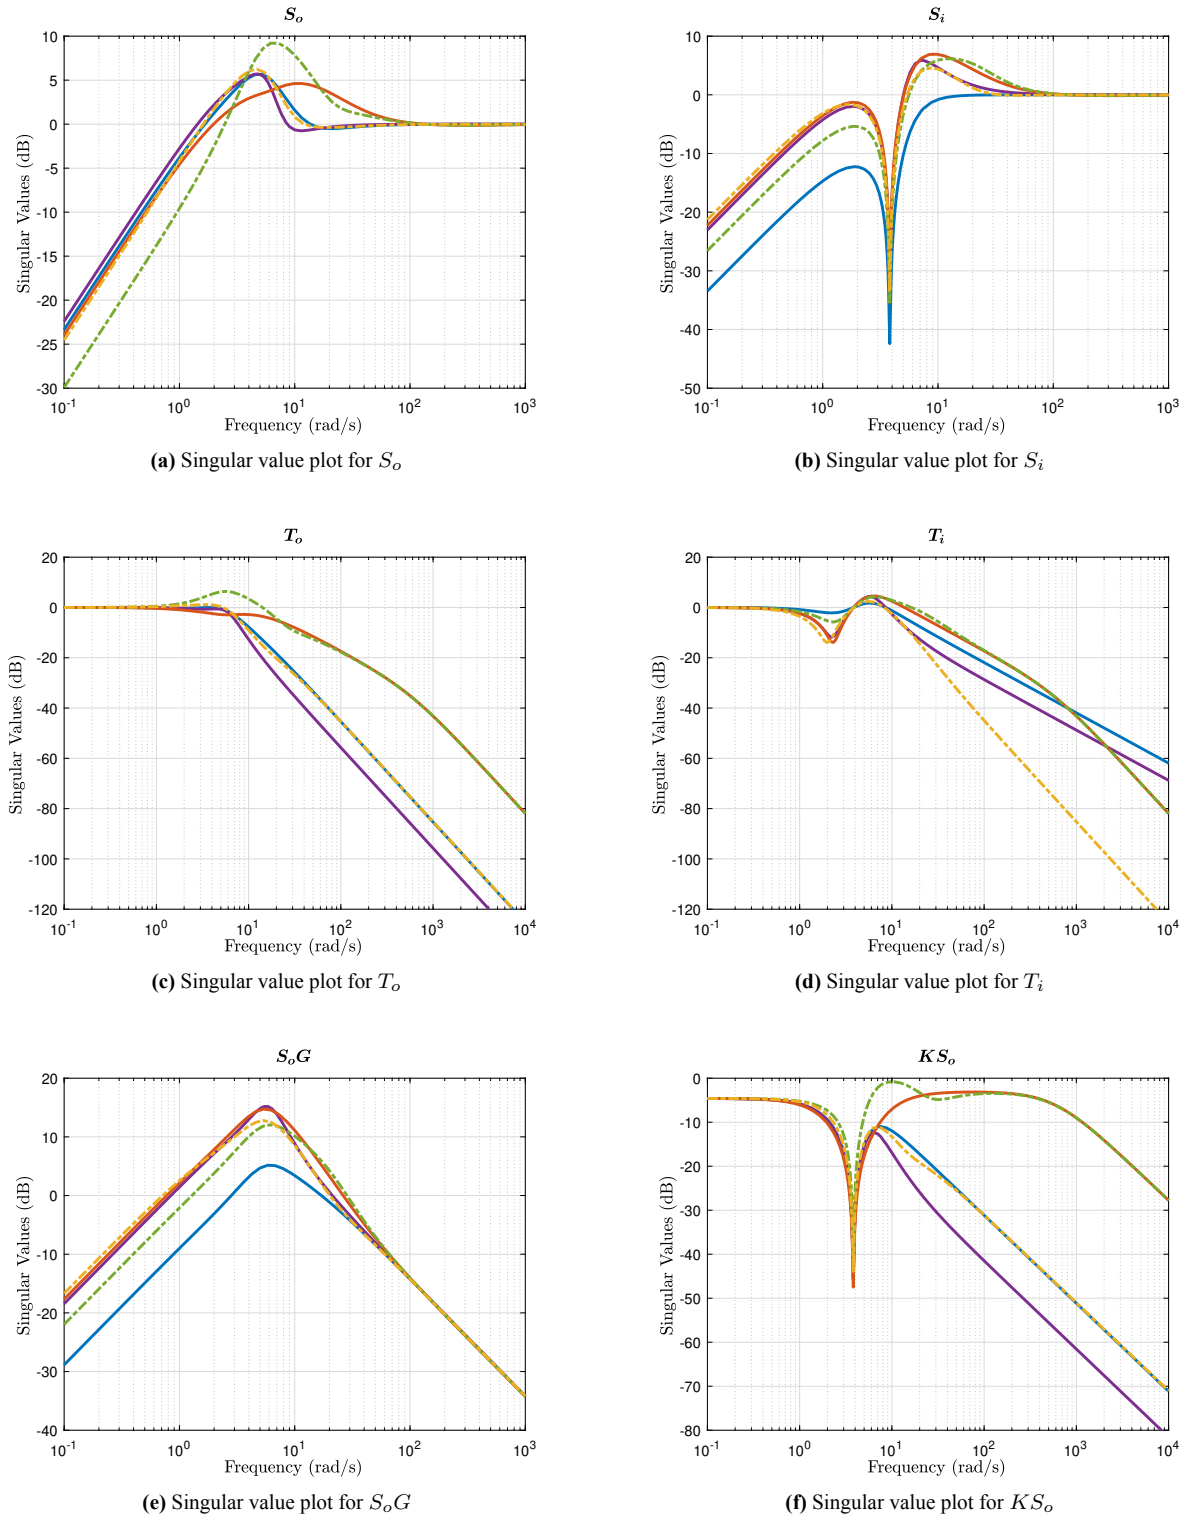 S_o
Singular Values (dB)
10
5
0
-5
-10
-15
-20
-25
-30
10^-1 10^0 10^1 10^2 10^3
Frequency (rad/s)
(a) Singular value plot for S_o
S_i
Singular Values (dB)
10
0
-10
-20
-30
-40
-50
10^-1 10^0 10^1 10^2 10^3
Frequency (rad/s)
(b) Singular value plot for S_i
T_o
Singular Values (dB)
20
0
-20
-40
-60
-80
-100
-120
10^-1 10^0 10^1 10^2 10^3 10^4
Frequency (rad/s)
(c) Singular value plot for T_o
T_i
Singular Values (dB)
20
0
-20
-40
-60
-80
-100
-120
10^-1 10^0 10^1 10^2 10^3 10^4
Frequency (rad/s)
(d) Singular value plot for T_i
S_oG
Singular Values (dB)
20
10
0
-10
-20
-30
-40
10^-1 10^0 10^1 10^2 10^3
Frequency (rad/s)
(e) Singular value plot for S_oG
KS_o
Singular Values (dB)
0
-10
-20
-30
-40
-50
-60
-70
-80
10^-1 10^0 10^1 10^2 10^3 10^4
Frequency (rad/s)
(f) Singular value plot for KS_o